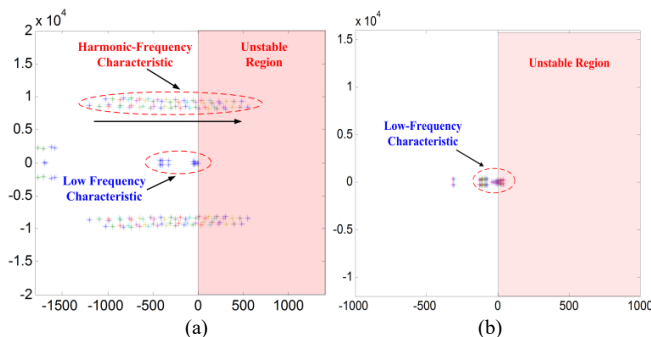 2 x 10^4
1.5
1
0.5
0
-0.5
-1
-1.5
-2
-1500 -1000 -500 0 500 1000
Harmonic-Frequency
Characteristic
Unstable
Region
Low Frequency
Characteristic
(a)
x 10^4
1.5
1
0.5
0
-0.5
-1
-1000 -500 0 500 1000
Unstable Region
Low-Frequency
Characteristic
(b)